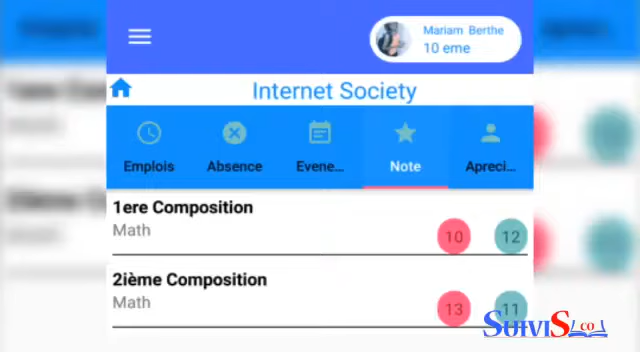 Mariam Berthe
10 eme
Internet Society
Emplois Absence Evene... Note Apreci...
1ere Composition
Math
10 12
2ième Composition
Math
13 11
SUIVIS.CO